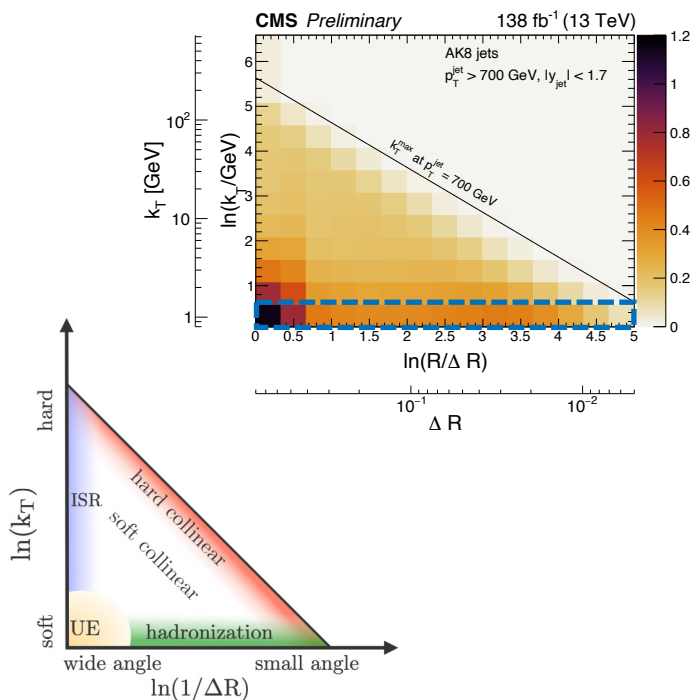 CMS Preliminary 138 fb⁻¹ (13 TeV)
AK8 jets
p_T^jet > 700 GeV, |y_jet| < 1.7
k_T^max at p_T^jet = 700 GeV
k_T [GeV]
10²
10
1
ln(k_T/GeV)
6
5
4
3
2
1
0 0.5 1 1.5 2 2.5 3 3.5 4 4.5 5
ln(R/Δ R)
10⁻¹ 10⁻²
Δ R
1.2
1
0.8
0.6
0.4
0.2
0
ln(k_T)
hard
soft
ISR
hard collinear
soft collinear
UE
hadronization
wide angle small angle
ln(1/ΔR)